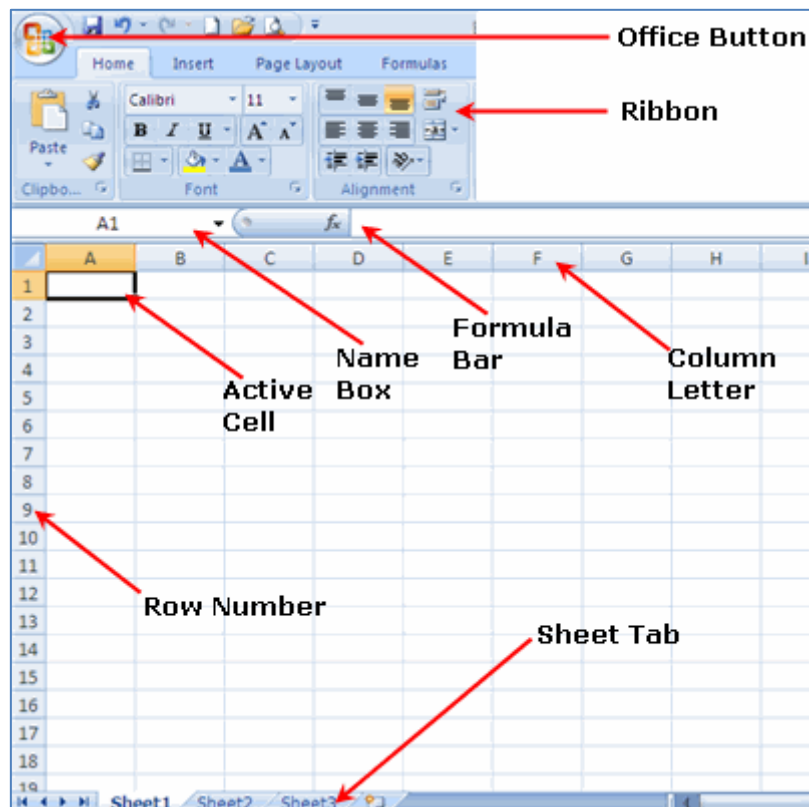 Office Button
Home Insert Page Layout Formulas
Calibri 11
Ribbon
B I U A A
Paste
A
Clipbo... Font Alignment
A1 fx
A B C D E F G H I
1
2
3
4
5
6
7
8
9
10
11
12
13
14
15
16
17
18
19
Formula
Bar
Name
Box
Column
Letter
Active
Cell
Row Number
Sheet Tab
Sheet1 Sheet2 Sheet3